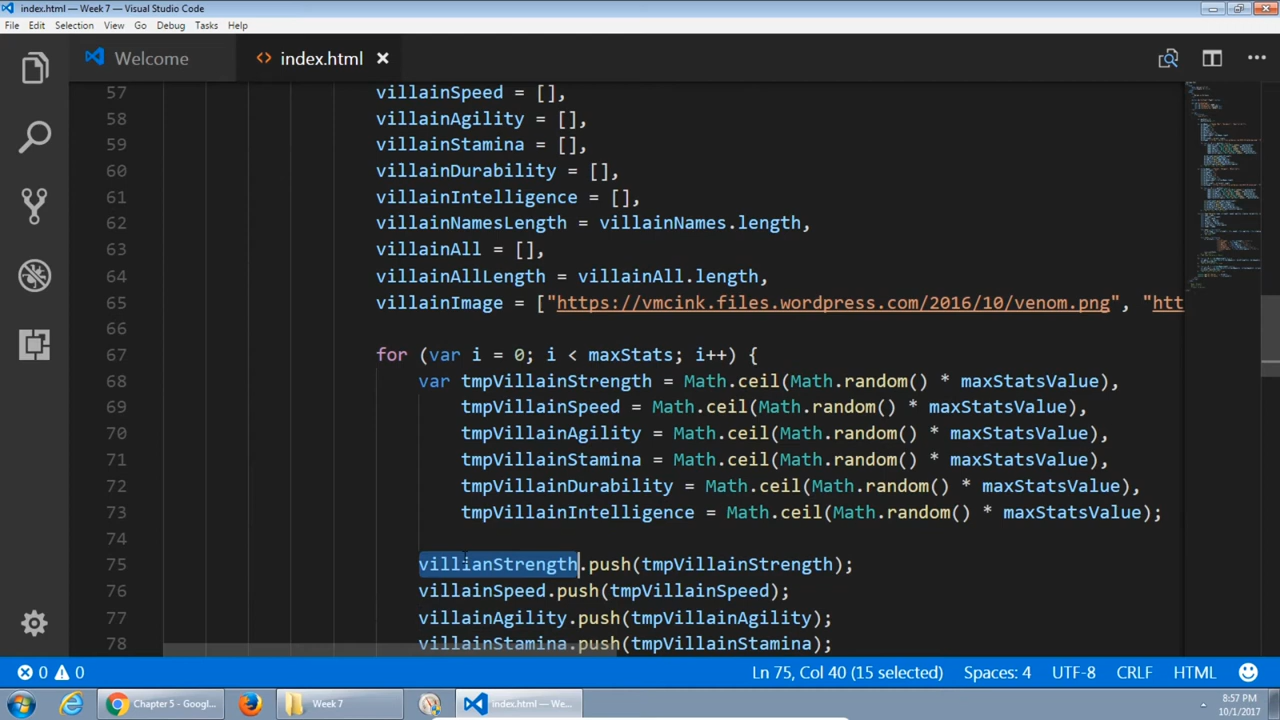 index.html — Week 7 - Visual Studio Code
File Edit Selection View Go Debug Tasks Help
Welcome <> index.html
57 villainSpeed = [],
58 villainAgility = [],
59 villainStamina = [],
60 villainDurability = [],
61 villainIntelligence = [],
62 villainNamesLength = villainNames.length,
63 villainAll = [],
64 villainAllLength = villainAll.length,
65 villainImage = ["https://vmcink.files.wordpress.com/2016/10/venom.png", "htt
66
67 for (var i = 0; i < maxStats; i++) {
68 var tmpVillainStrength = Math.ceil(Math.random() * maxStatsValue),
69 tmpVillainSpeed = Math.ceil(Math.random() * maxStatsValue),
70 tmpVillainAgility = Math.ceil(Math.random() * maxStatsValue),
71 tmpVillainStamina = Math.ceil(Math.random() * maxStatsValue),
72 tmpVillainDurability = Math.ceil(Math.random() * maxStatsValue),
73 tmpVillainIntelligence = Math.ceil(Math.random() * maxStatsValue);
74
75 villianStrength.push(tmpVillainStrength);
76 villainSpeed.push(tmpVillainSpeed);
77 villainAgility.push(tmpVillainAgility);
78 villainStamina.push(tmpVillainStamina);
0 0 Ln 75, Col 40 (15 selected) Spaces: 4 UTF-8 CRLF HTML
Chapter 5 - Googl... Week 7 index.html — We... 8:57 PM
10/1/2017